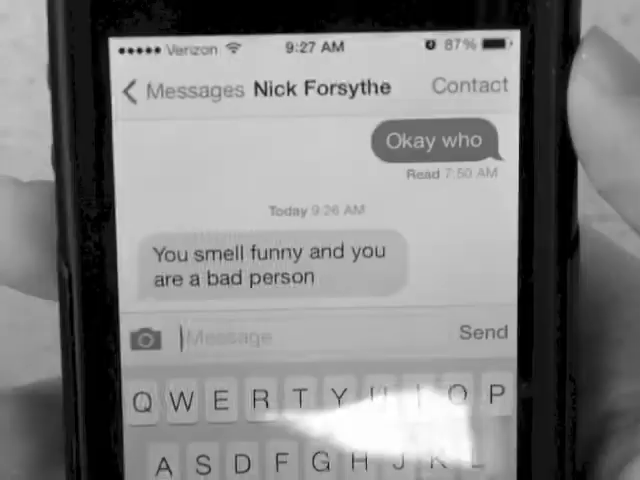 Verizon 9:27 AM 87%
Messages Nick Forsythe Contact
Okay who
Read 7:50 AM
Today 9:26 AM
You smell funny and you
are a bad person
Message Send
Q W E R T Y U I O P
A S D F G H J K L